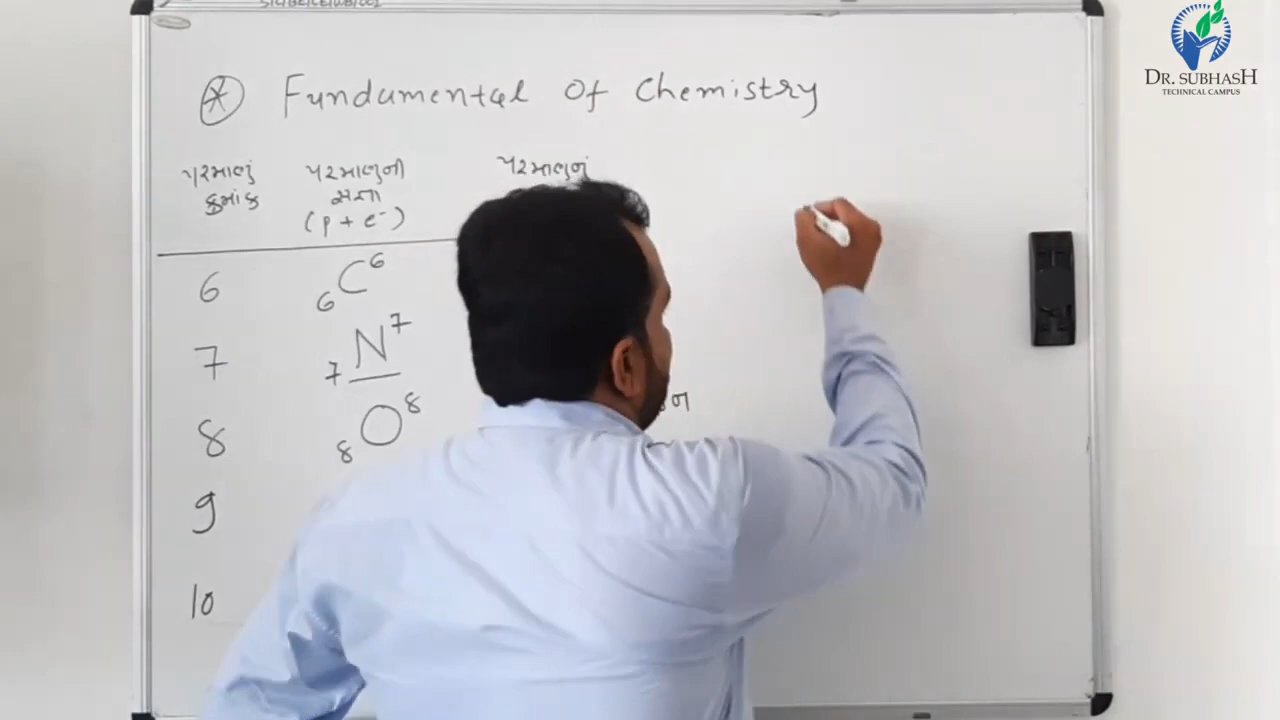 * Fundamental Of Chemistry
પરમાણુ પરમાણુની પરમાણુનું
ક્રમાંક સંજ્ઞા
(p + e⁻)
6 ₆C⁶
7 ₇N⁷
8 ₈O⁸
9
10
DR. SUBHASH
TECHNICAL CAMPUS